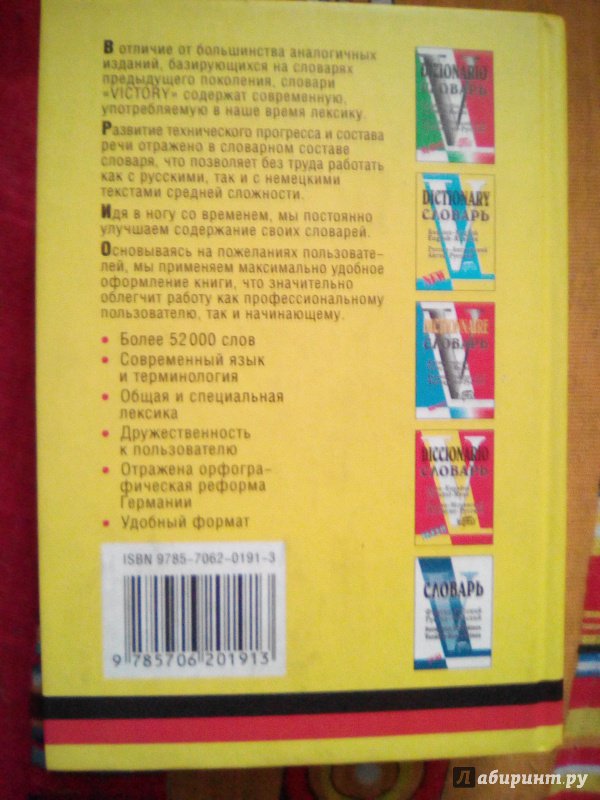 В отличие от большинства аналогичных
изданий, базирующихся на словарях
предыдущего поколения, словари
«VICTORY» содержат современную,
употребляемую в наше время лексику.
Развитие технического прогресса и состава
речи отражено в словарном составе
словаря, что позволяет без труда работать
как с русскими, так и с немецкими
текстами средней сложности.
Идя в ногу со временем, мы постоянно
улучшаем содержание своих словарей.
Основываясь на пожеланиях пользовате-
лей, мы применяем максимально удобное
оформление книги, что значительно
облегчит работу как профессиональному
пользователю, так и начинающему.
• Более 52000 слов
• Современный язык
и терминология
• Общая и специальная
лексика
• Дружественность
к пользователю
• Отражена орфогра-
фическая реформа
Германии
• Удобный формат
ISBN 9785-7062-0191-3
9 785706 201913
DIZIONARIO
СЛОВАРЬ
DICTIONARY
СЛОВАРЬ
NEW
DICTIONNAIRE
СЛОВАРЬ
DICCIONARIO
СЛОВАРЬ
СЛОВАРЬ
Лабиринт.ру